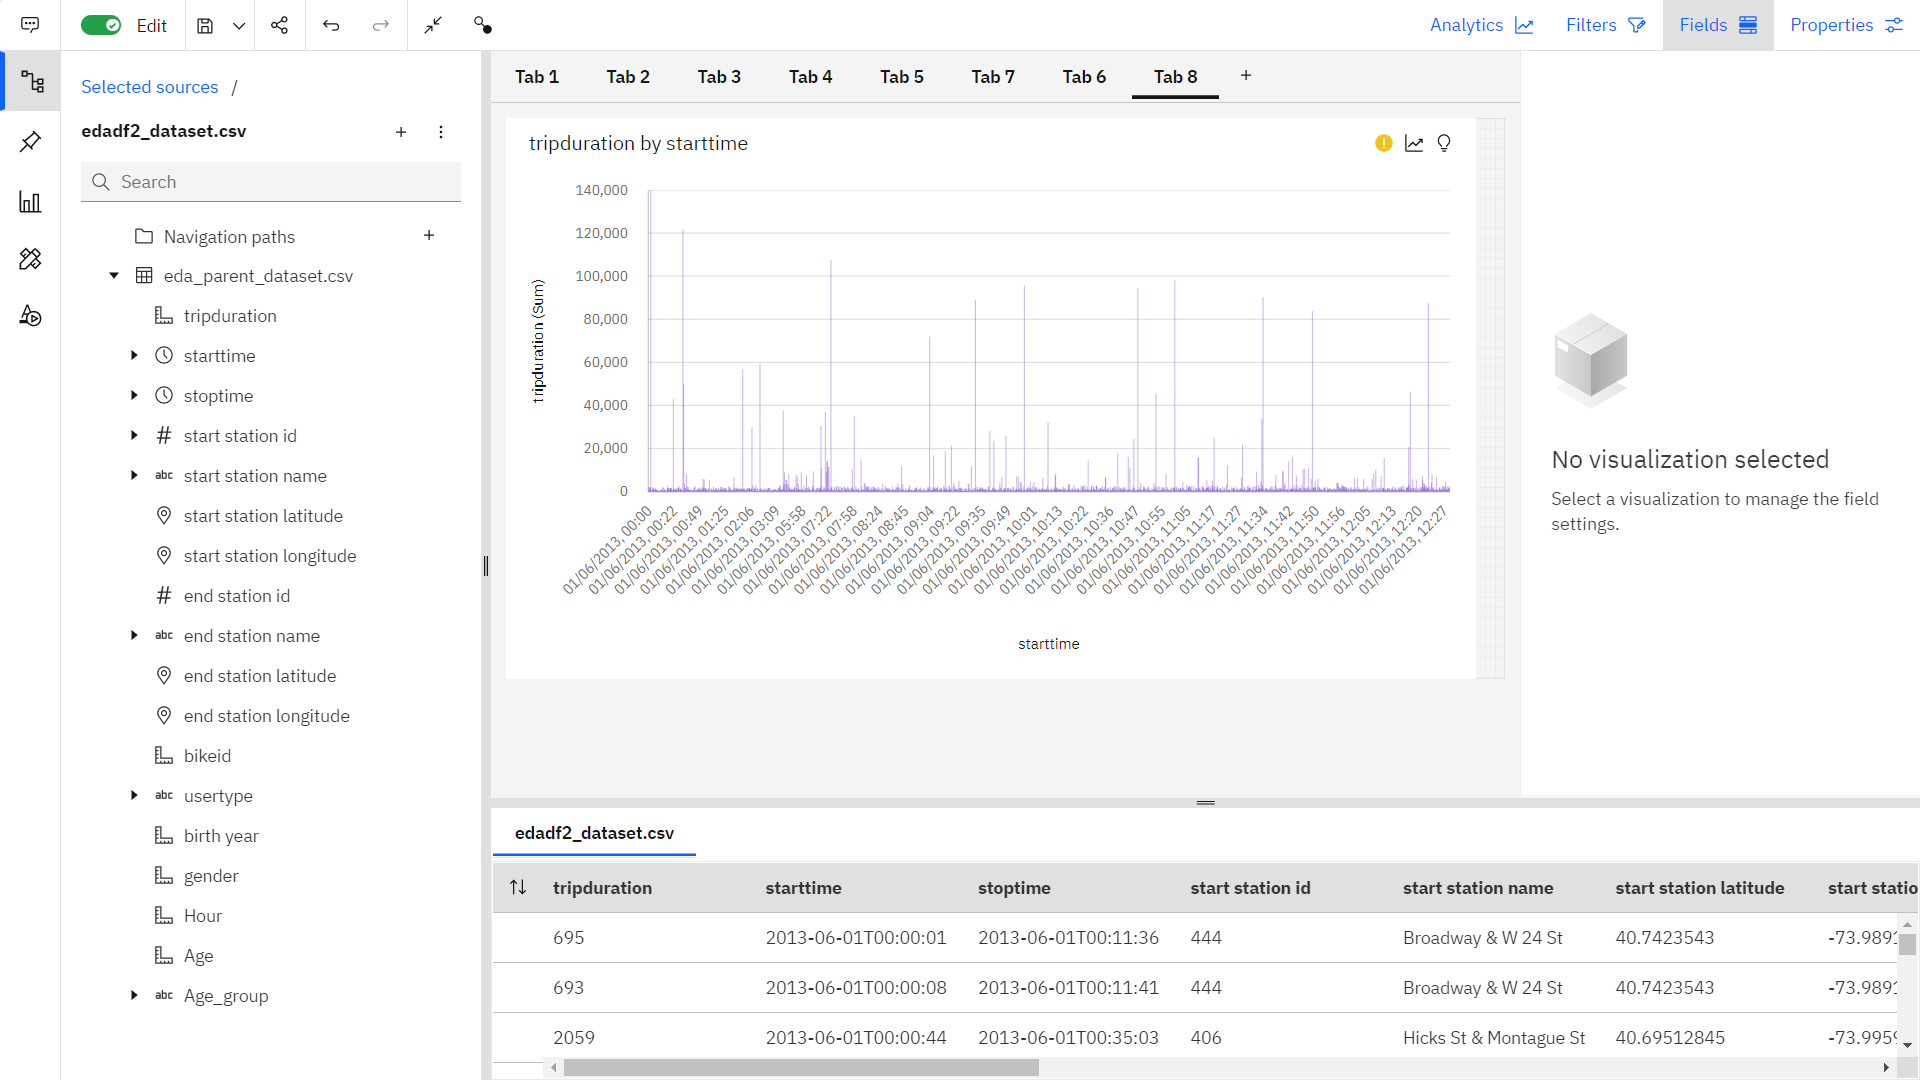 Edit
Analytics
Filters
Fields
Properties
Selected sources /
edadf2_dataset.csv
Search
Navigation paths
eda_parent_dataset.csv
tripduration
starttime
stoptime
start station id
abc start station name
start station latitude
start station longitude
end station id
abc end station name
end station latitude
end station longitude
bikeid
abc usertype
birth year
gender
Hour
Age
abc Age_group
Tab 1 Tab 2 Tab 3 Tab 4 Tab 5 Tab 7 Tab 6 Tab 8 +
tripduration by starttime
140,000
120,000
100,000
80,000
60,000
40,000
20,000
0
tripduration (Sum)
01/06/2013, 00:00
01/06/2013, 00:22
01/06/2013, 00:49
01/06/2013, 01:25
01/06/2013, 02:06
01/06/2013, 03:09
01/06/2013, 05:58
01/06/2013, 07:22
01/06/2013, 07:58
01/06/2013, 08:24
01/06/2013, 08:45
01/06/2013, 09:04
01/06/2013, 09:22
01/06/2013, 09:35
01/06/2013, 09:49
01/06/2013, 10:01
01/06/2013, 10:13
01/06/2013, 10:22
01/06/2013, 10:36
01/06/2013, 10:47
01/06/2013, 10:55
01/06/2013, 11:05
01/06/2013, 11:17
01/06/2013, 11:27
01/06/2013, 11:34
01/06/2013, 11:42
01/06/2013, 11:50
01/06/2013, 11:56
01/06/2013, 12:05
01/06/2013, 12:13
01/06/2013, 12:20
01/06/2013, 12:27
starttime
No visualization selected
Select a visualization to manage the field
settings.
edadf2_dataset.csv
tripduration starttime stoptime start station id start station name start station latitude start statio
695 2013-06-01T00:00:01 2013-06-01T00:11:36 444 Broadway & W 24 St 40.7423543 -73.9891
693 2013-06-01T00:00:08 2013-06-01T00:11:41 444 Broadway & W 24 St 40.7423543 -73.9891
2059 2013-06-01T00:00:44 2013-06-01T00:35:03 406 Hicks St & Montague St 40.69512845 -73.9959